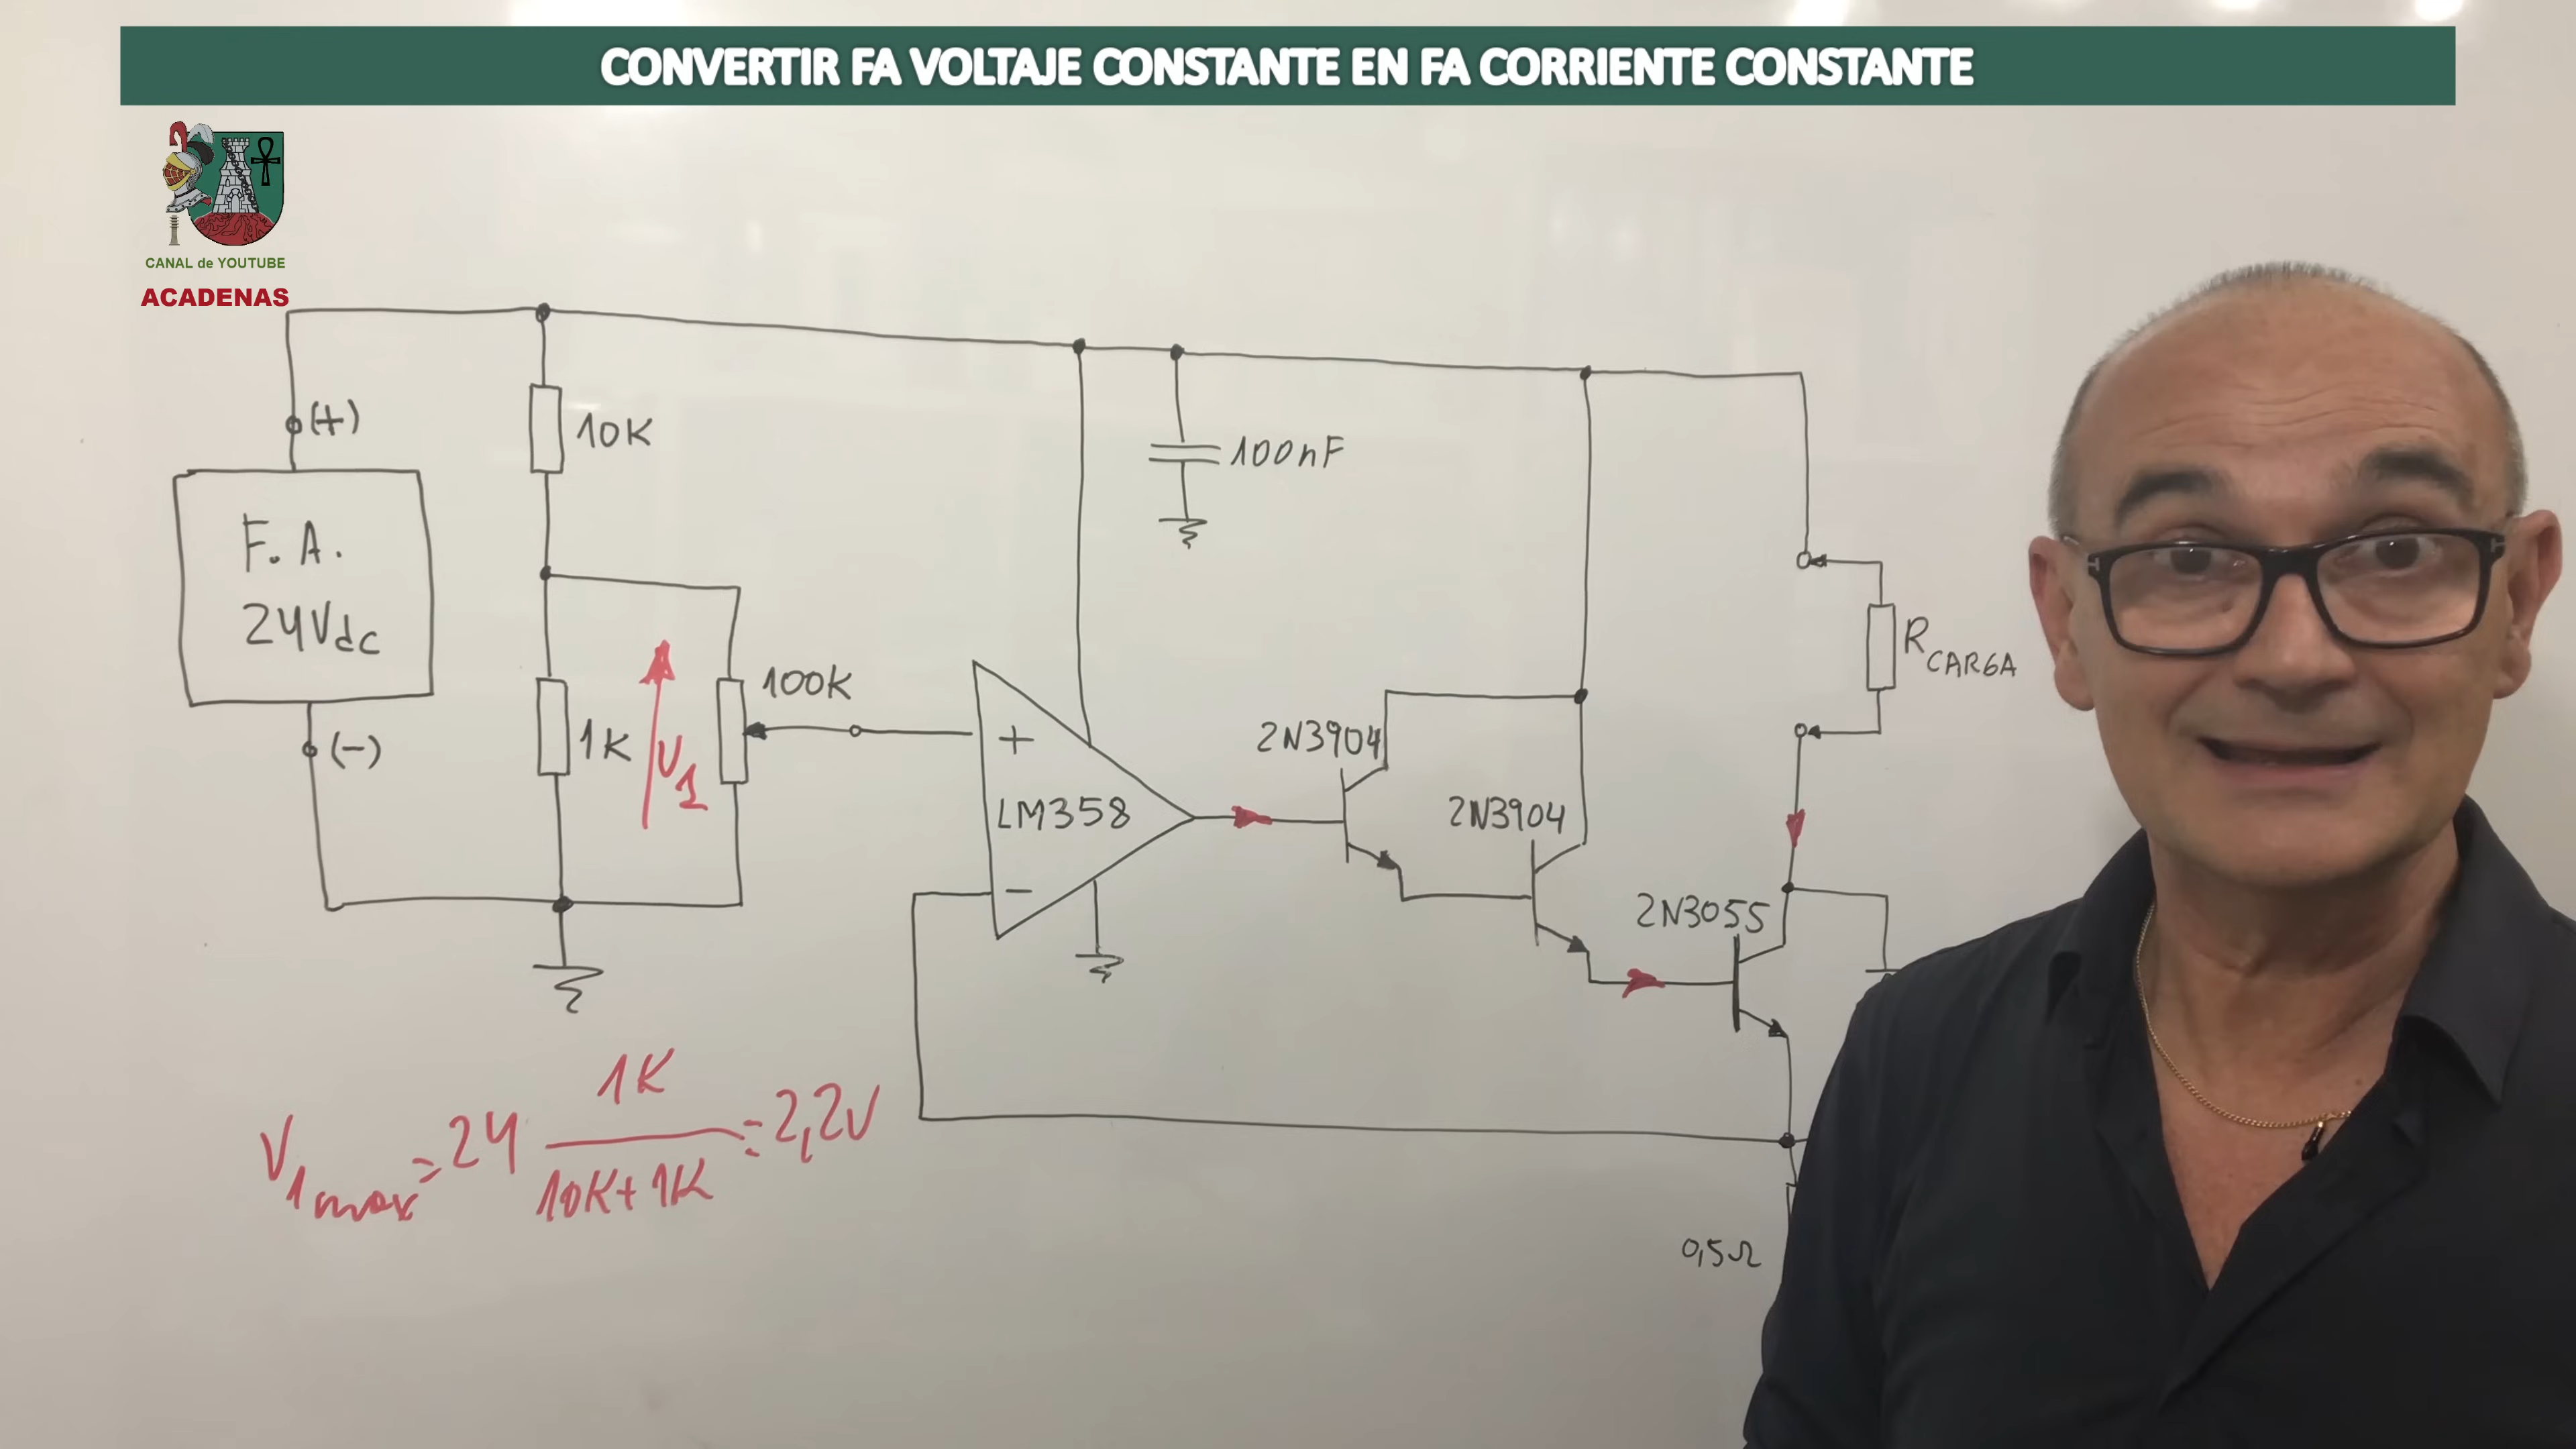 CONVERTIR FA VOLTAJE CONSTANTE EN FA CORRIENTE CONSTANTE
CANAL de YOUTUBE
ACADENAS
(+)
10K
100nF
F. A.
24Vdc
RCARGA
100K
1K
V1
(-)
+
2N3904
LM358
2N3904
-
2N3055
V1max = 24 1K / 10K+1K = 2,2V
0,5Ω